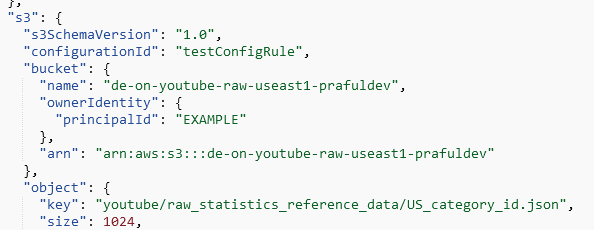 },
"s3": {
"s3SchemaVersion": "1.0",
"configurationId": "testConfigRule",
"bucket": {
"name": "de-on-youtube-raw-useast1-prafuldev",
"ownerIdentity": {
"principalId": "EXAMPLE"
},
"arn": "arn:aws:s3:::de-on-youtube-raw-useast1-prafuldev"
},
"object": {
"key": "youtube/raw_statistics_reference_data/US_category_id.json",
"size": 1024,